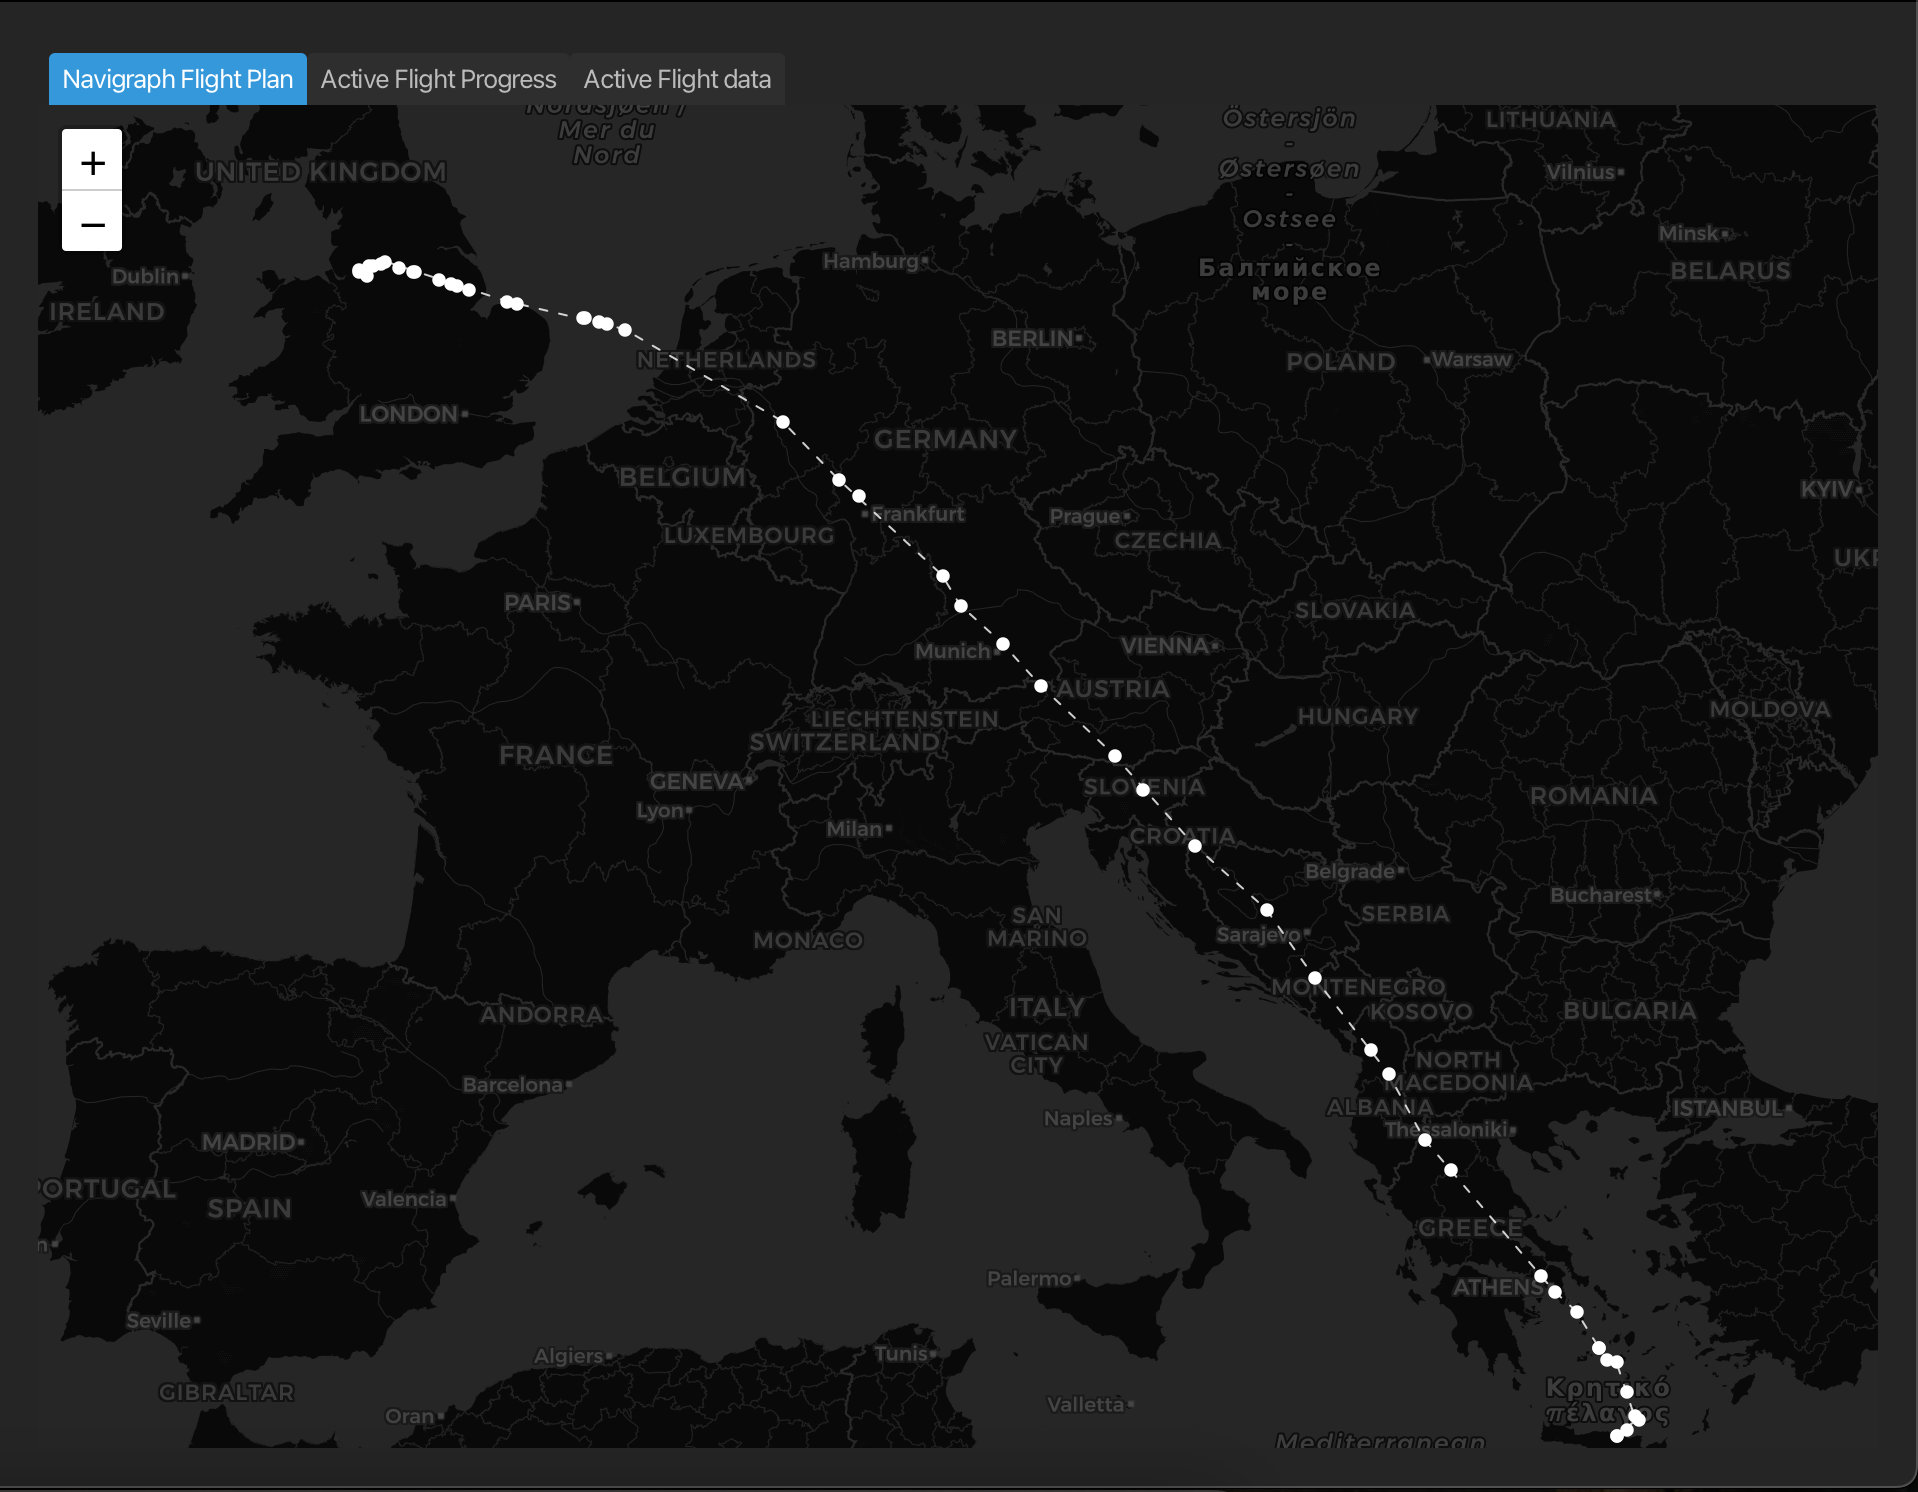 Navigraph Flight Plan
Active Flight Progress
Active Flight data
+
−
Nordsjøen /
Mer du
Nord
Östersjön
-
Østersøen
-
Ostsee
-
Балтийское
море
LITHUANIA
Vilnius
UNITED KINGDOM
Minsk
BELARUS
Dublin
IRELAND
Hamburg
BERLIN
NETHERLANDS
POLAND
Warsaw
LONDON
GERMANY
BELGIUM
KYIV
Frankfurt
Prague
LUXEMBOURG
CZECHIA
UKR
PARIS
SLOVAKIA
Munich
VIENNA
AUSTRIA
LIECHTENSTEIN
HUNGARY
MOLDOVA
SWITZERLAND
FRANCE
GENEVA
SLOVENIA
ROMANIA
Lyon
Milan
CROATIA
Belgrade
Bucharest
SAN
MARINO
SERBIA
MONACO
Sarajevo
MONTENEGRO
ITALY
ANDORRA
KOSOVO
BULGARIA
VATICAN
CITY
NORTH
MACEDONIA
Barcelona
ALBANIA
ISTANBUL
Naples
Thessaloniki
MADRID
PORTUGAL
Valencia
SPAIN
GREECE
n
Palermo
ATHENS
Seville
Algiers
Tunis
GIBRALTAR
Κρητικό
πέλαγος
Valletta
Oran
Mediterranean